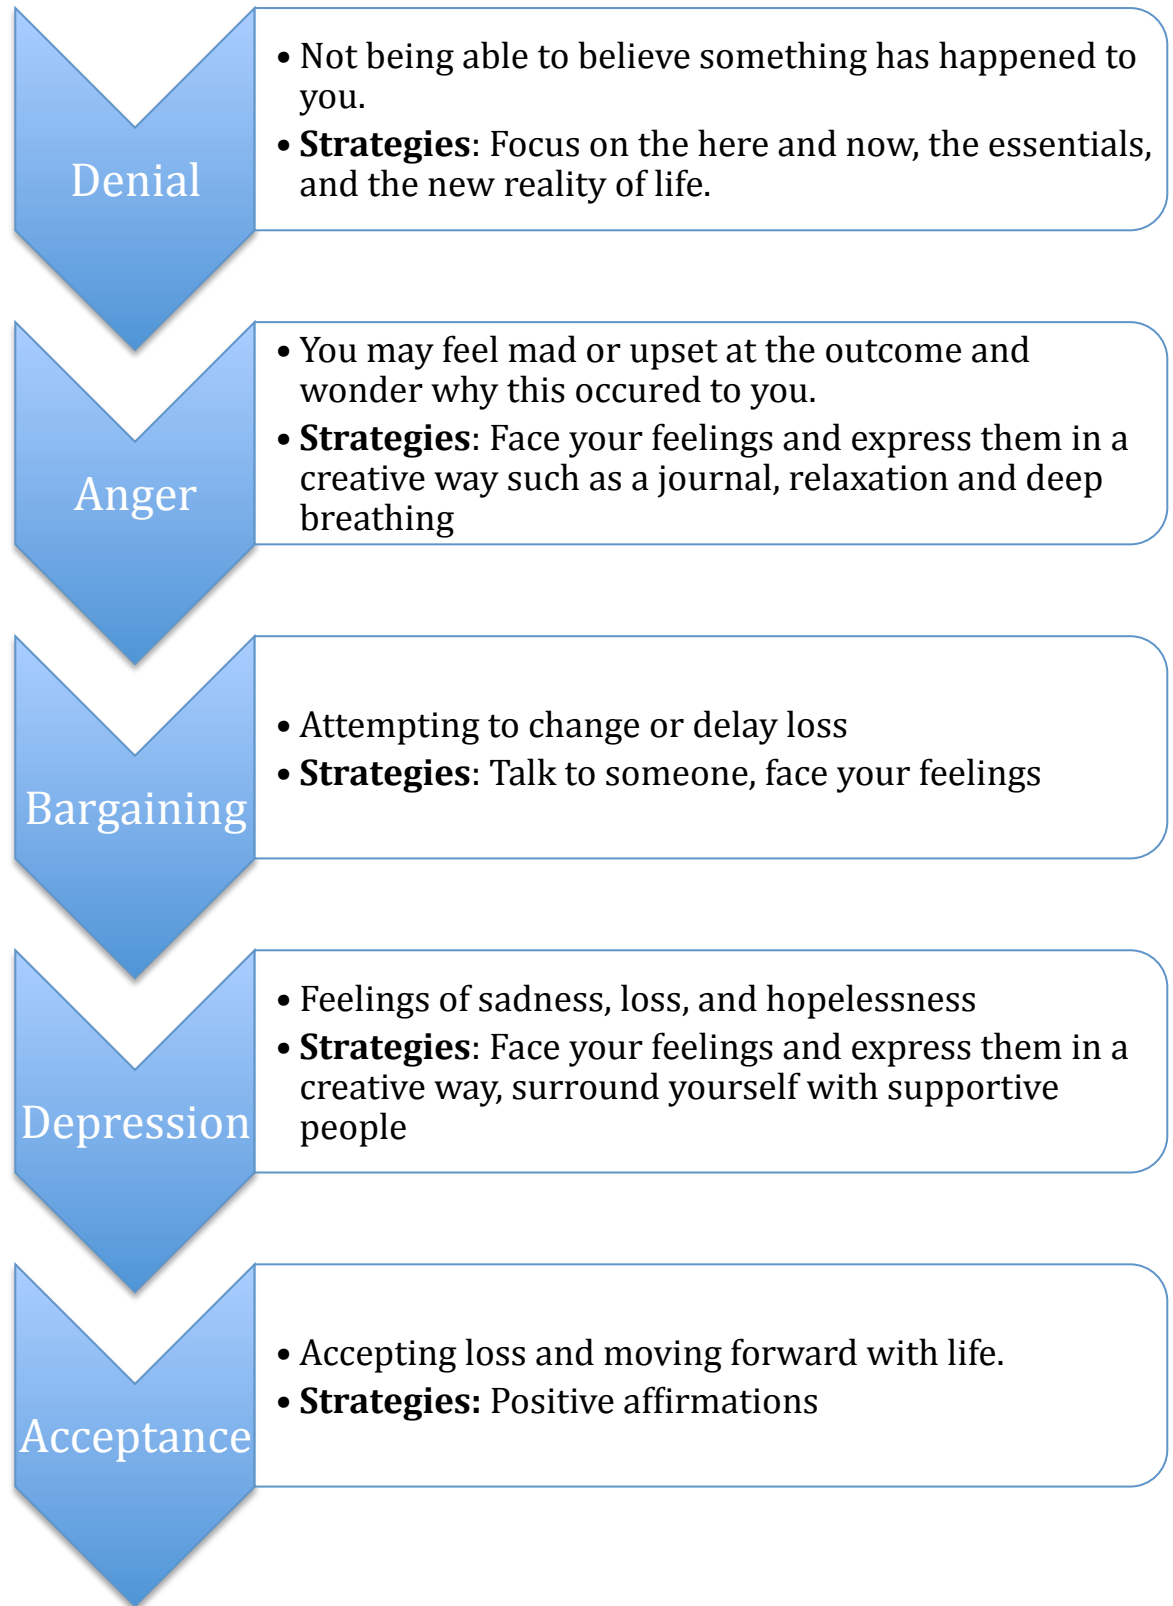 Denial
• Not being able to believe something has happened to
you.
• Strategies: Focus on the here and now, the essentials,
and the new reality of life.
Anger
• You may feel mad or upset at the outcome and
wonder why this occured to you.
• Strategies: Face your feelings and express them in a
creative way such as a journal, relaxation and deep
breathing
Bargaining
• Attempting to change or delay loss
• Strategies: Talk to someone, face your feelings
Depression
• Feelings of sadness, loss, and hopelessness
• Strategies: Face your feelings and express them in a
creative way, surround yourself with supportive
people
Acceptance
• Accepting loss and moving forward with life.
• Strategies: Positive affirmations